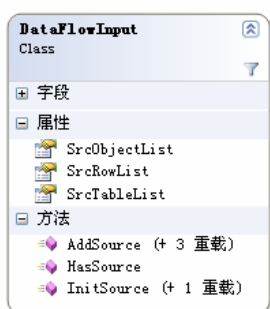 DataFlowInput
Class
字段
属性
SrcObjectList
SrcRowList
SrcTableList
方法
AddSource (+ 3 重载)
HasSource
InitSource (+ 1 重载)